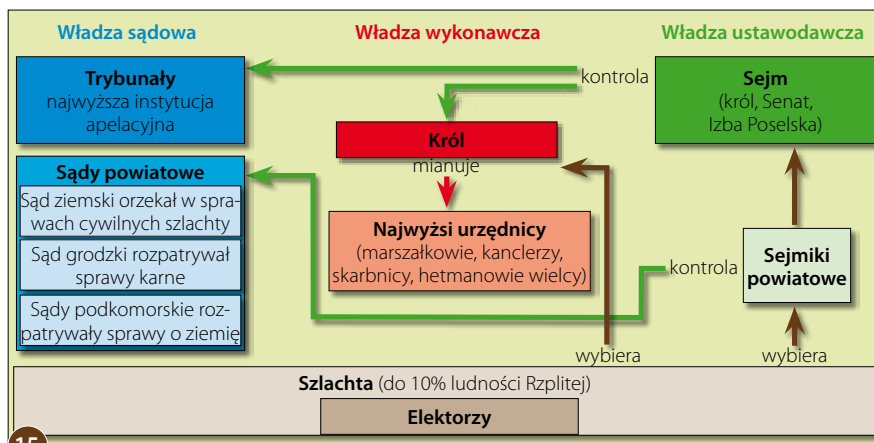 Władza sądowa
Władza wykonawcza
Władza ustawodawcza
Trybunały
najwyższa instytucja
apelacyjna
kontrola
Sejm
(król, Senat,
Izba Poselska)
Król
mianuje
Sądy powiatowe
Sąd ziemski orzekał w spra-
wach cywilnych szlachty
Sąd grodzki rozpatrywał
sprawy karne
Sądy podkomorskie roz-
patrywały sprawy o ziemię
Najwyżsi urzędnicy
(marszałkowie, kanclerzy,
skarbnicy, hetmanowie wielcy)
kontrola
Sejmiki
powiatowe
wybiera
wybiera
Szlachta (do 10% ludności Rzplitej)
Elektorzy
15